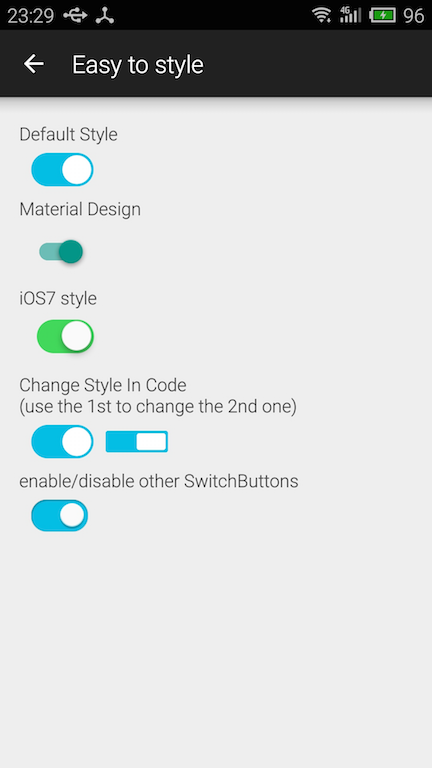 23:29 4G 96
Easy to style
Default Style
Material Design
iOS7 style
Change Style In Code
(use the 1st to change the 2nd one)
enable/disable other SwitchButtons